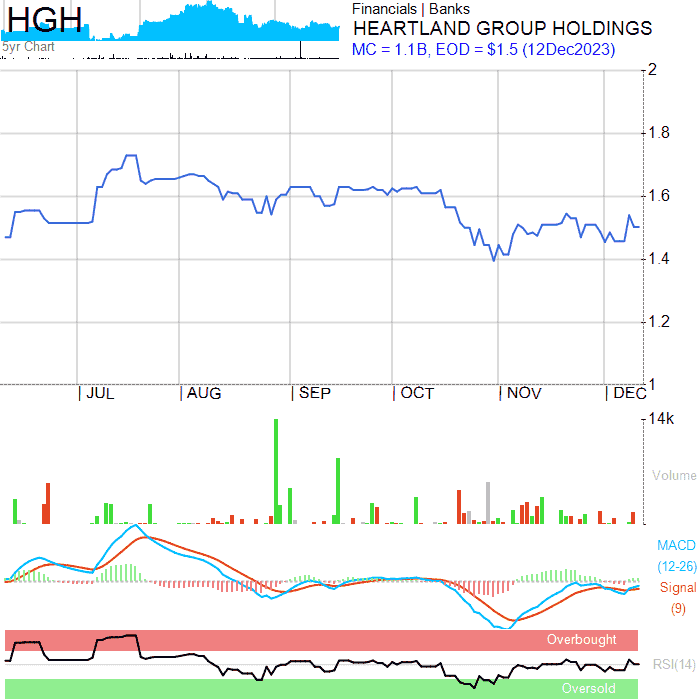 HGH
5yr Chart
Financials | Banks
HEARTLAND GROUP HOLDINGS
MC = 1.1B, EOD = $1.5 (12Dec2023)
2
1.8
1.6
1.4
1.2
1
| JUL | AUG | SEP | OCT | NOV | DEC
14k
Volume
MACD
(12-26)
Signal
(9)
Overbought
RSI(14)
Oversold